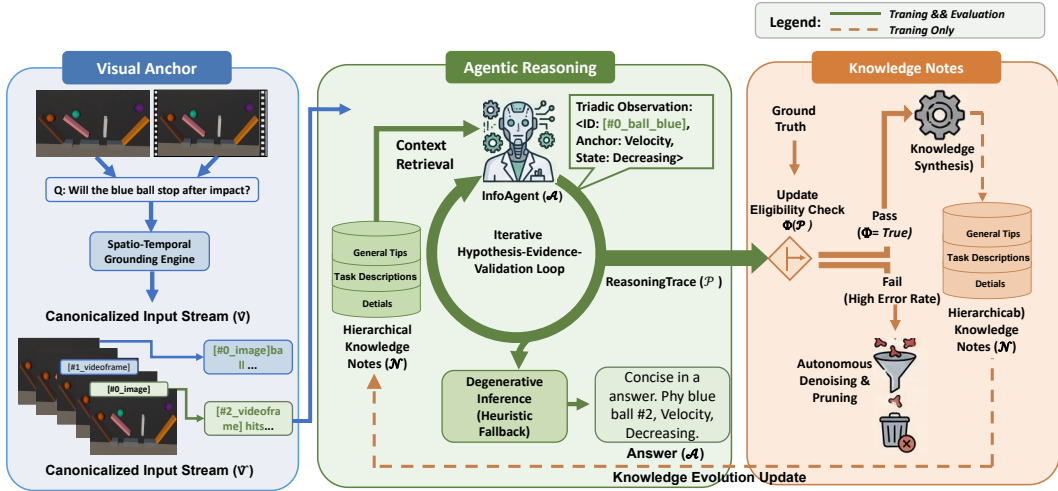 Legend:
Traning && Evaluation
Traning Only
Visual Anchor
Q: Will the blue ball stop after impact?
Spatio-Temporal
Grounding Engine
Canonicalized Input Stream (V)
[#0_image]ba
ll ...
[#1_videoframe]
[#0_image]
[#2_videofra
me] hits...
Canonicalized Input Stream (V)
Agentic Reasoning
Context
Retrieval
Triadic Observation:
<ID: [#0_ball_blue],
Anchor: Velocity,
State: Decreasing>
InfoAgent (𝓐)
Iterative
Hypothesis-Evidence-
Validation Loop
General Tips
Task Descriptions
Detials
Hierarchical
Knowledge
Notes (𝓝)
ReasoningTrace (𝒫 )
Degenerative
Inference
(Heuristic
Fallback)
Concise in a
answer. Phy blue
ball #2, Velocity,
Decreasing.
Answer (𝓐)
Knowledge Notes
Ground
Truth
Update
Eligibility Check
Φ(𝓟 )
Pass
(Φ= True)
Fail
(High Error Rate)
Knowledge
Synthesis)
General Tips
Task Descriptions
Detials
Hierarchicab)
Knowledge
Notes (𝓝)
Autonomous
Denoising &
Pruning
Knowledge Evolution Update